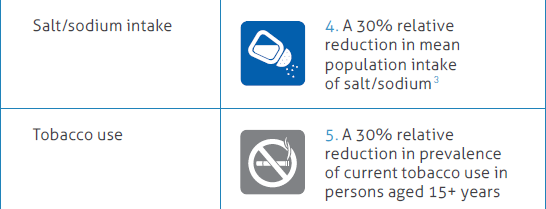 Salt/sodium intake
4. A 30% relative
reduction in mean
population intake
of salt/sodium³
Tobacco use
5. A 30% relative
reduction in prevalence
of current tobacco use in
persons aged 15+ years